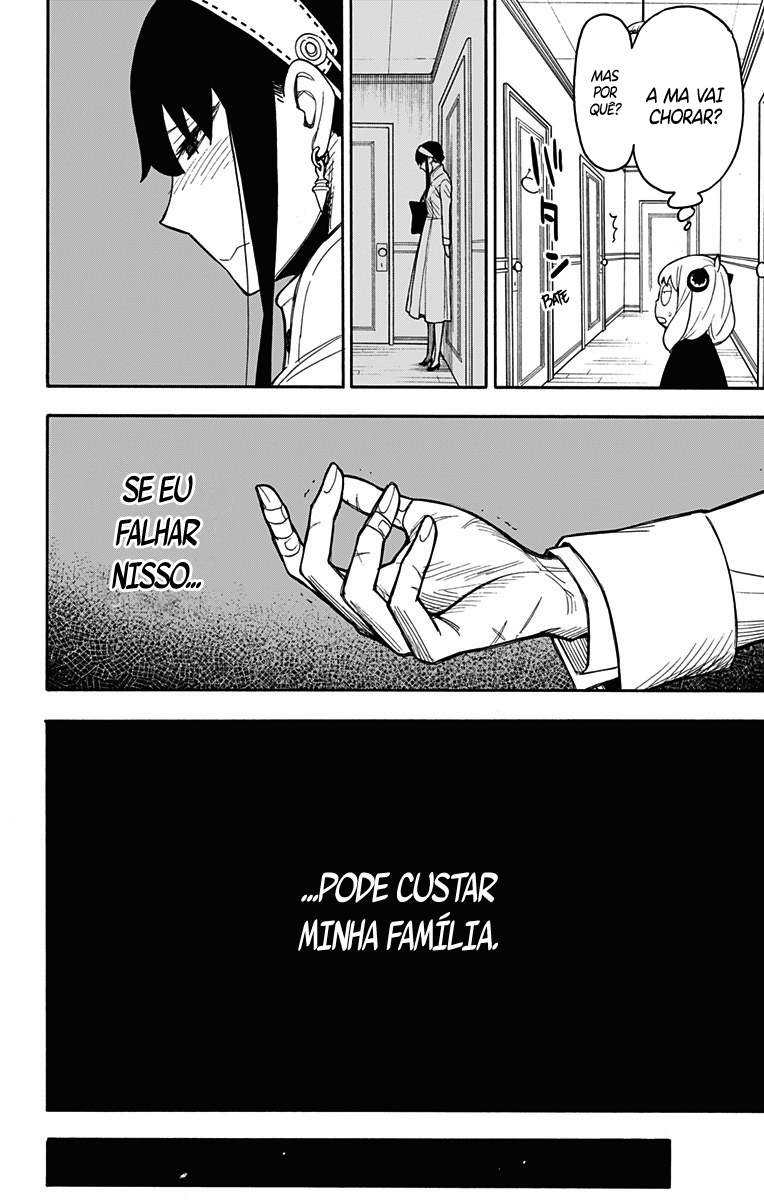 A MA VAI
CHORAR?
MAS
POR
QUÊ?
バタン
BATE
SE EU
FALHAR
NISSO...
...PODE CUSTAR
MINHA FAMÍLIA.